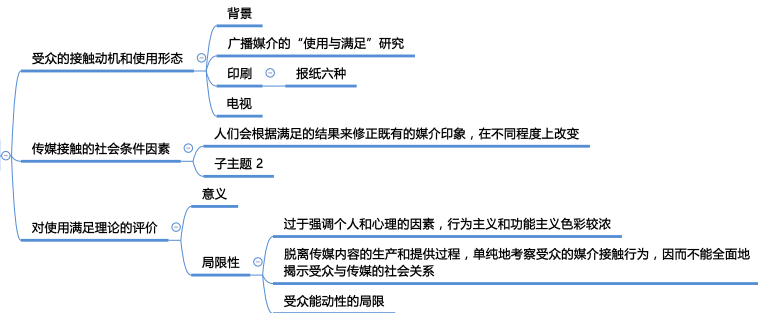 背景
受众的接触动机和使用形态
广播媒介的“使用与满足”研究
印刷
报纸六种
电视
传媒接触的社会条件因素
人们会根据满足的结果来修正既有的媒介印象，在不同程度上改变
子主题 2
对使用满足理论的评价
意义
局限性
过于强调个人和心理的因素，行为主义和功能主义色彩较浓
脱离传媒内容的生产和提供过程，单纯地考察受众的媒介接触行为，因而不能全面地
揭示受众与传媒的社会关系
受众能动性的局限